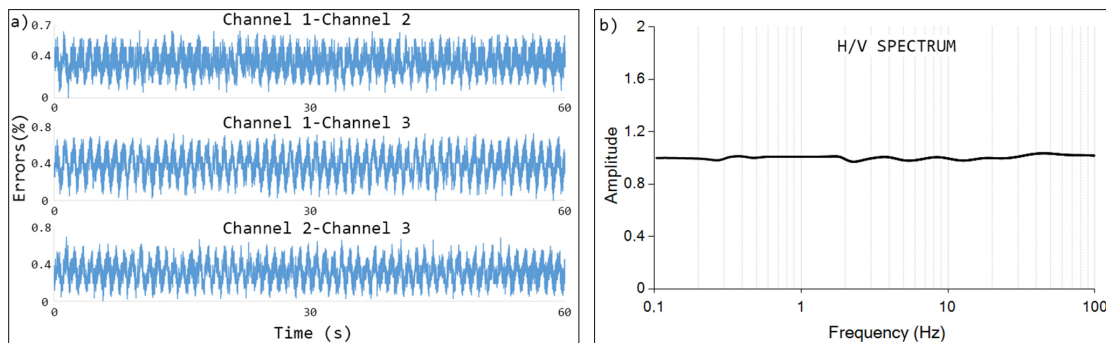 a)
Channel 1-Channel 2
0.7
0.4
0
0
30
60
Channel 1-Channel 3
0.8
0.4
0
0
30
60
Channel 2-Channel 3
0.8
0.4
0
0
30
60
Errors(%)
Time (s)
b)
H/V SPECTRUM
2
1.6
1.2
0.8
0.4
0
0.1
1
10
100
Amplitude
Frequency (Hz)